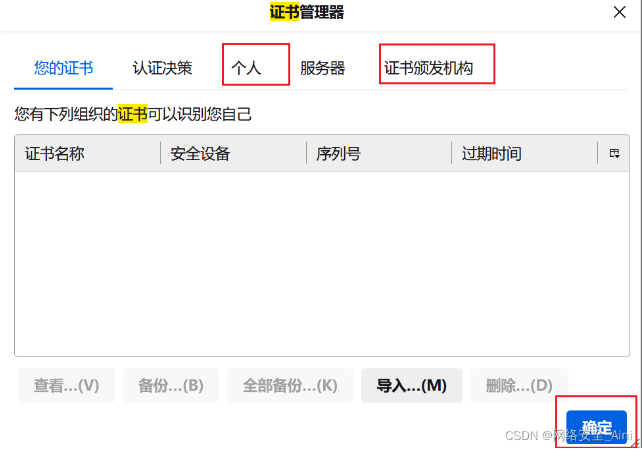 证书管理器
您的证书 认证决策 个人 服务器 证书颁发机构
您有下列组织的证书可以识别您自己
证书名称 安全设备 序列号 过期时间
查看...(V) 备份...(B) 全部备份...(K) 导入...(M) 删除...(D)
确定
CSDN @网络安全_Aini